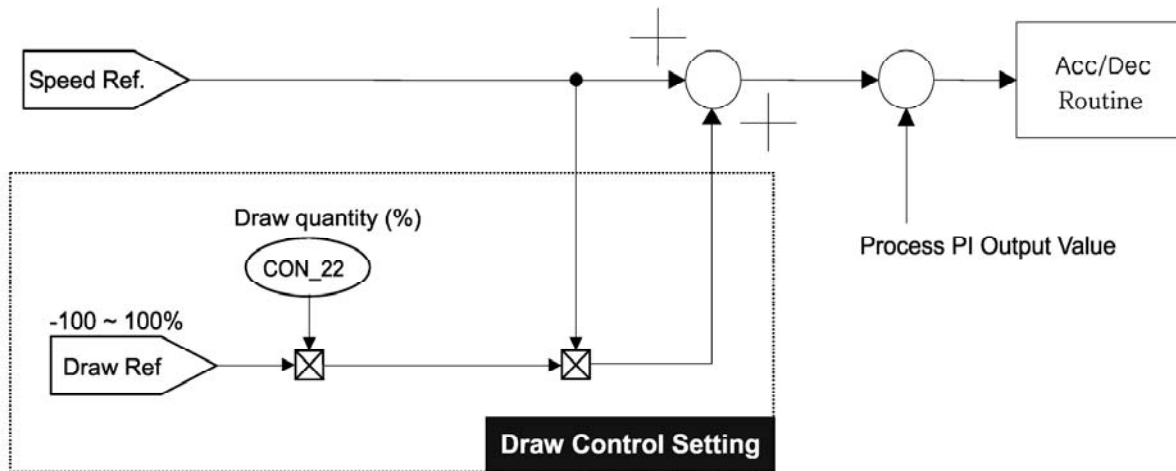 Speed Ref.
Acc/Dec
Routine
Draw quantity (%)
CON_22
Process PI Output Value
-100 ~ 100%
Draw Ref
Draw Control Setting